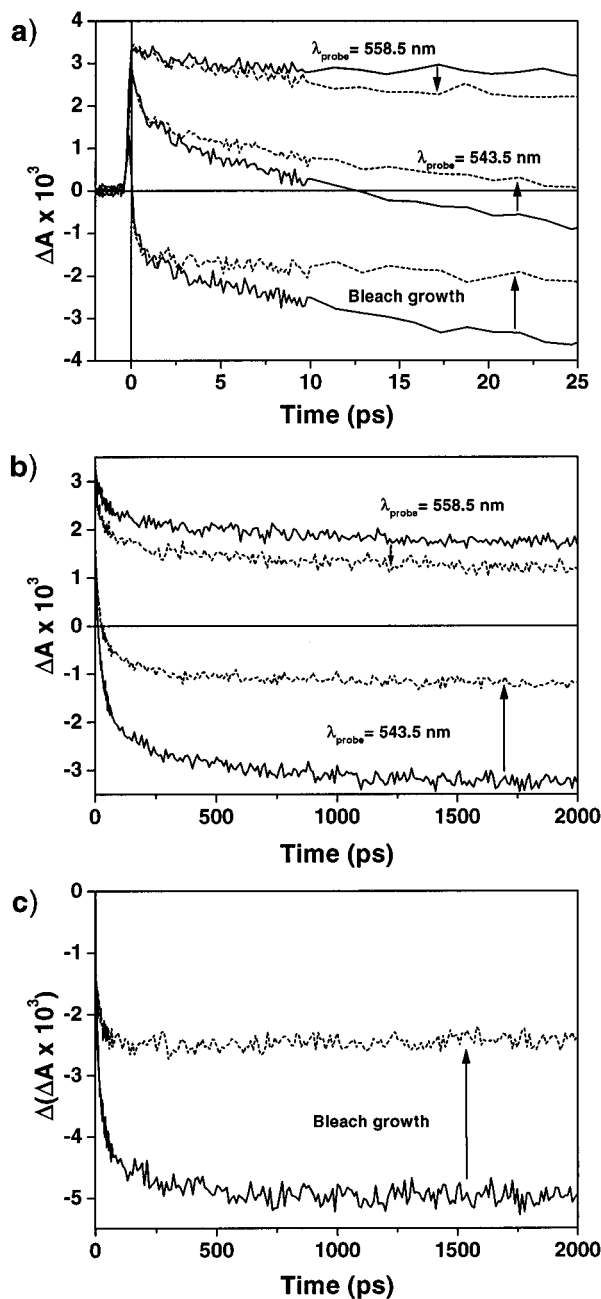 a)
4
3
2
1
0
-1
-2
-3
-4
ΔA x 10³
λprobe = 558.5 nm
λprobe = 543.5 nm
Bleach growth
0 5 10 15 20 25
Time (ps)
b)
3
2
1
0
-1
-2
-3
ΔA x 10³
λprobe= 558.5 nm
λprobe= 543.5 nm
0 500 1000 1500 2000
Time (ps)
c)
0
-1
-2
-3
-4
-5
Δ(ΔA x 10³)
Bleach growth
0 500 1000 1500 2000
Time (ps)